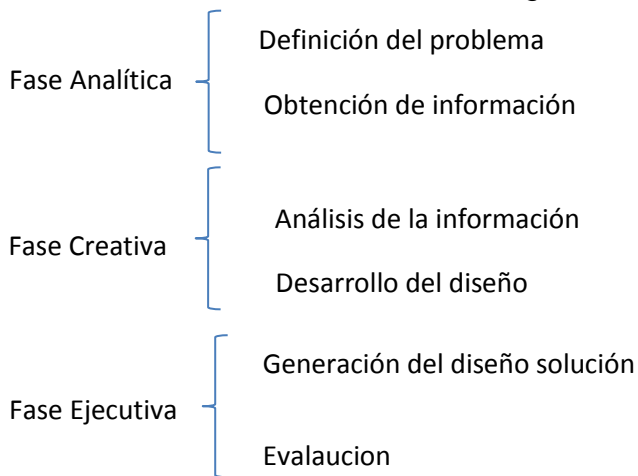 Definición del problema
Fase Analítica
Obtención de información
Análisis de la información
Fase Creativa
Desarrollo del diseño
Generación del diseño solución
Fase Ejecutiva
Evalaucion